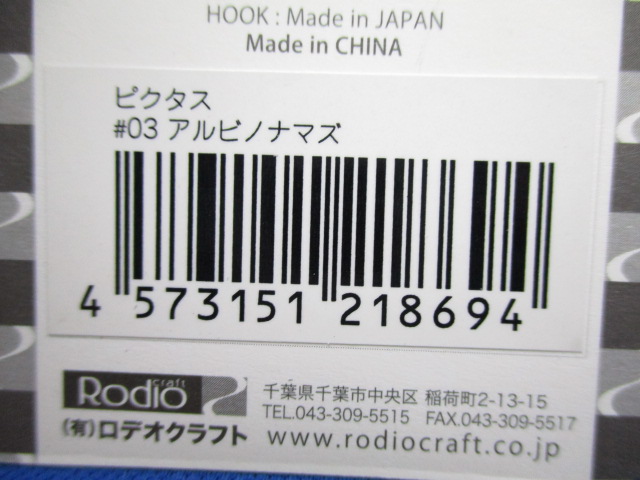 HOOK : Made in JAPAN
Made in CHINA
ピクタス
#03 アルビノナマズ
4 573151 218694
Rodio craft
千葉県千葉市中央区 稲荷町2-13-15
TEL.043-309-5515 FAX.043-309-5517
(有)ロデオクラフト
www.rodiocraft.co.jp